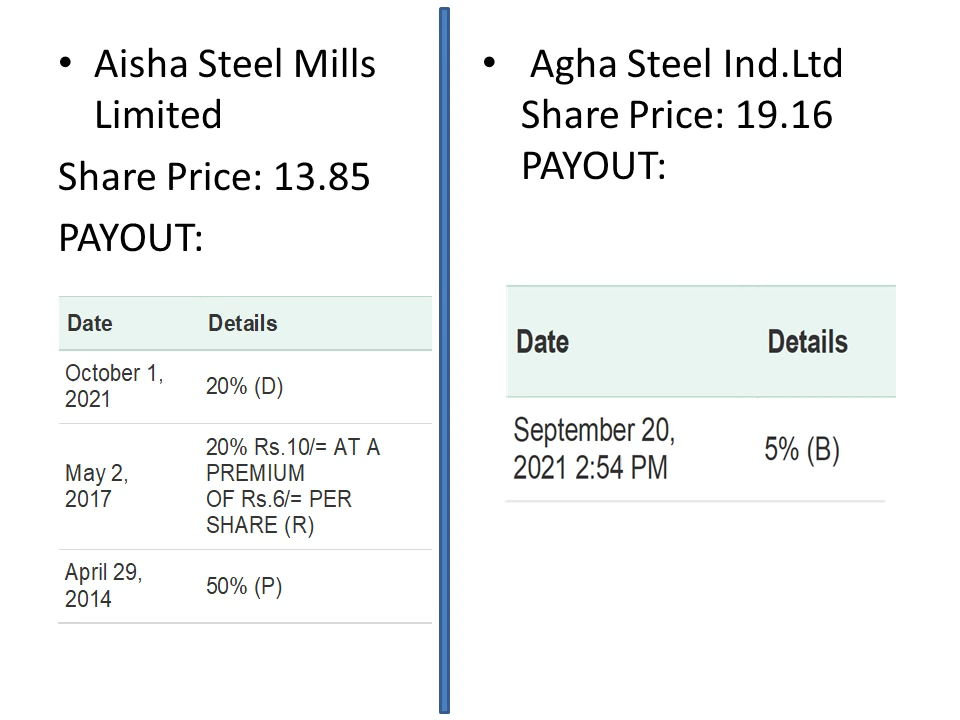 • Aisha Steel Mills
Limited
Share Price: 13.85
PAYOUT:
Date Details
October 1,
2021
20% (D)
May 2,
2017
20% Rs.10/= AT A
PREMIUM
OF Rs.6/= PER
SHARE (R)
April 29,
2014
50% (P)
• Agha Steel Ind.Ltd
Share Price: 19.16
PAYOUT:
Date Details
September 20,
2021 2:54 PM
5% (B)